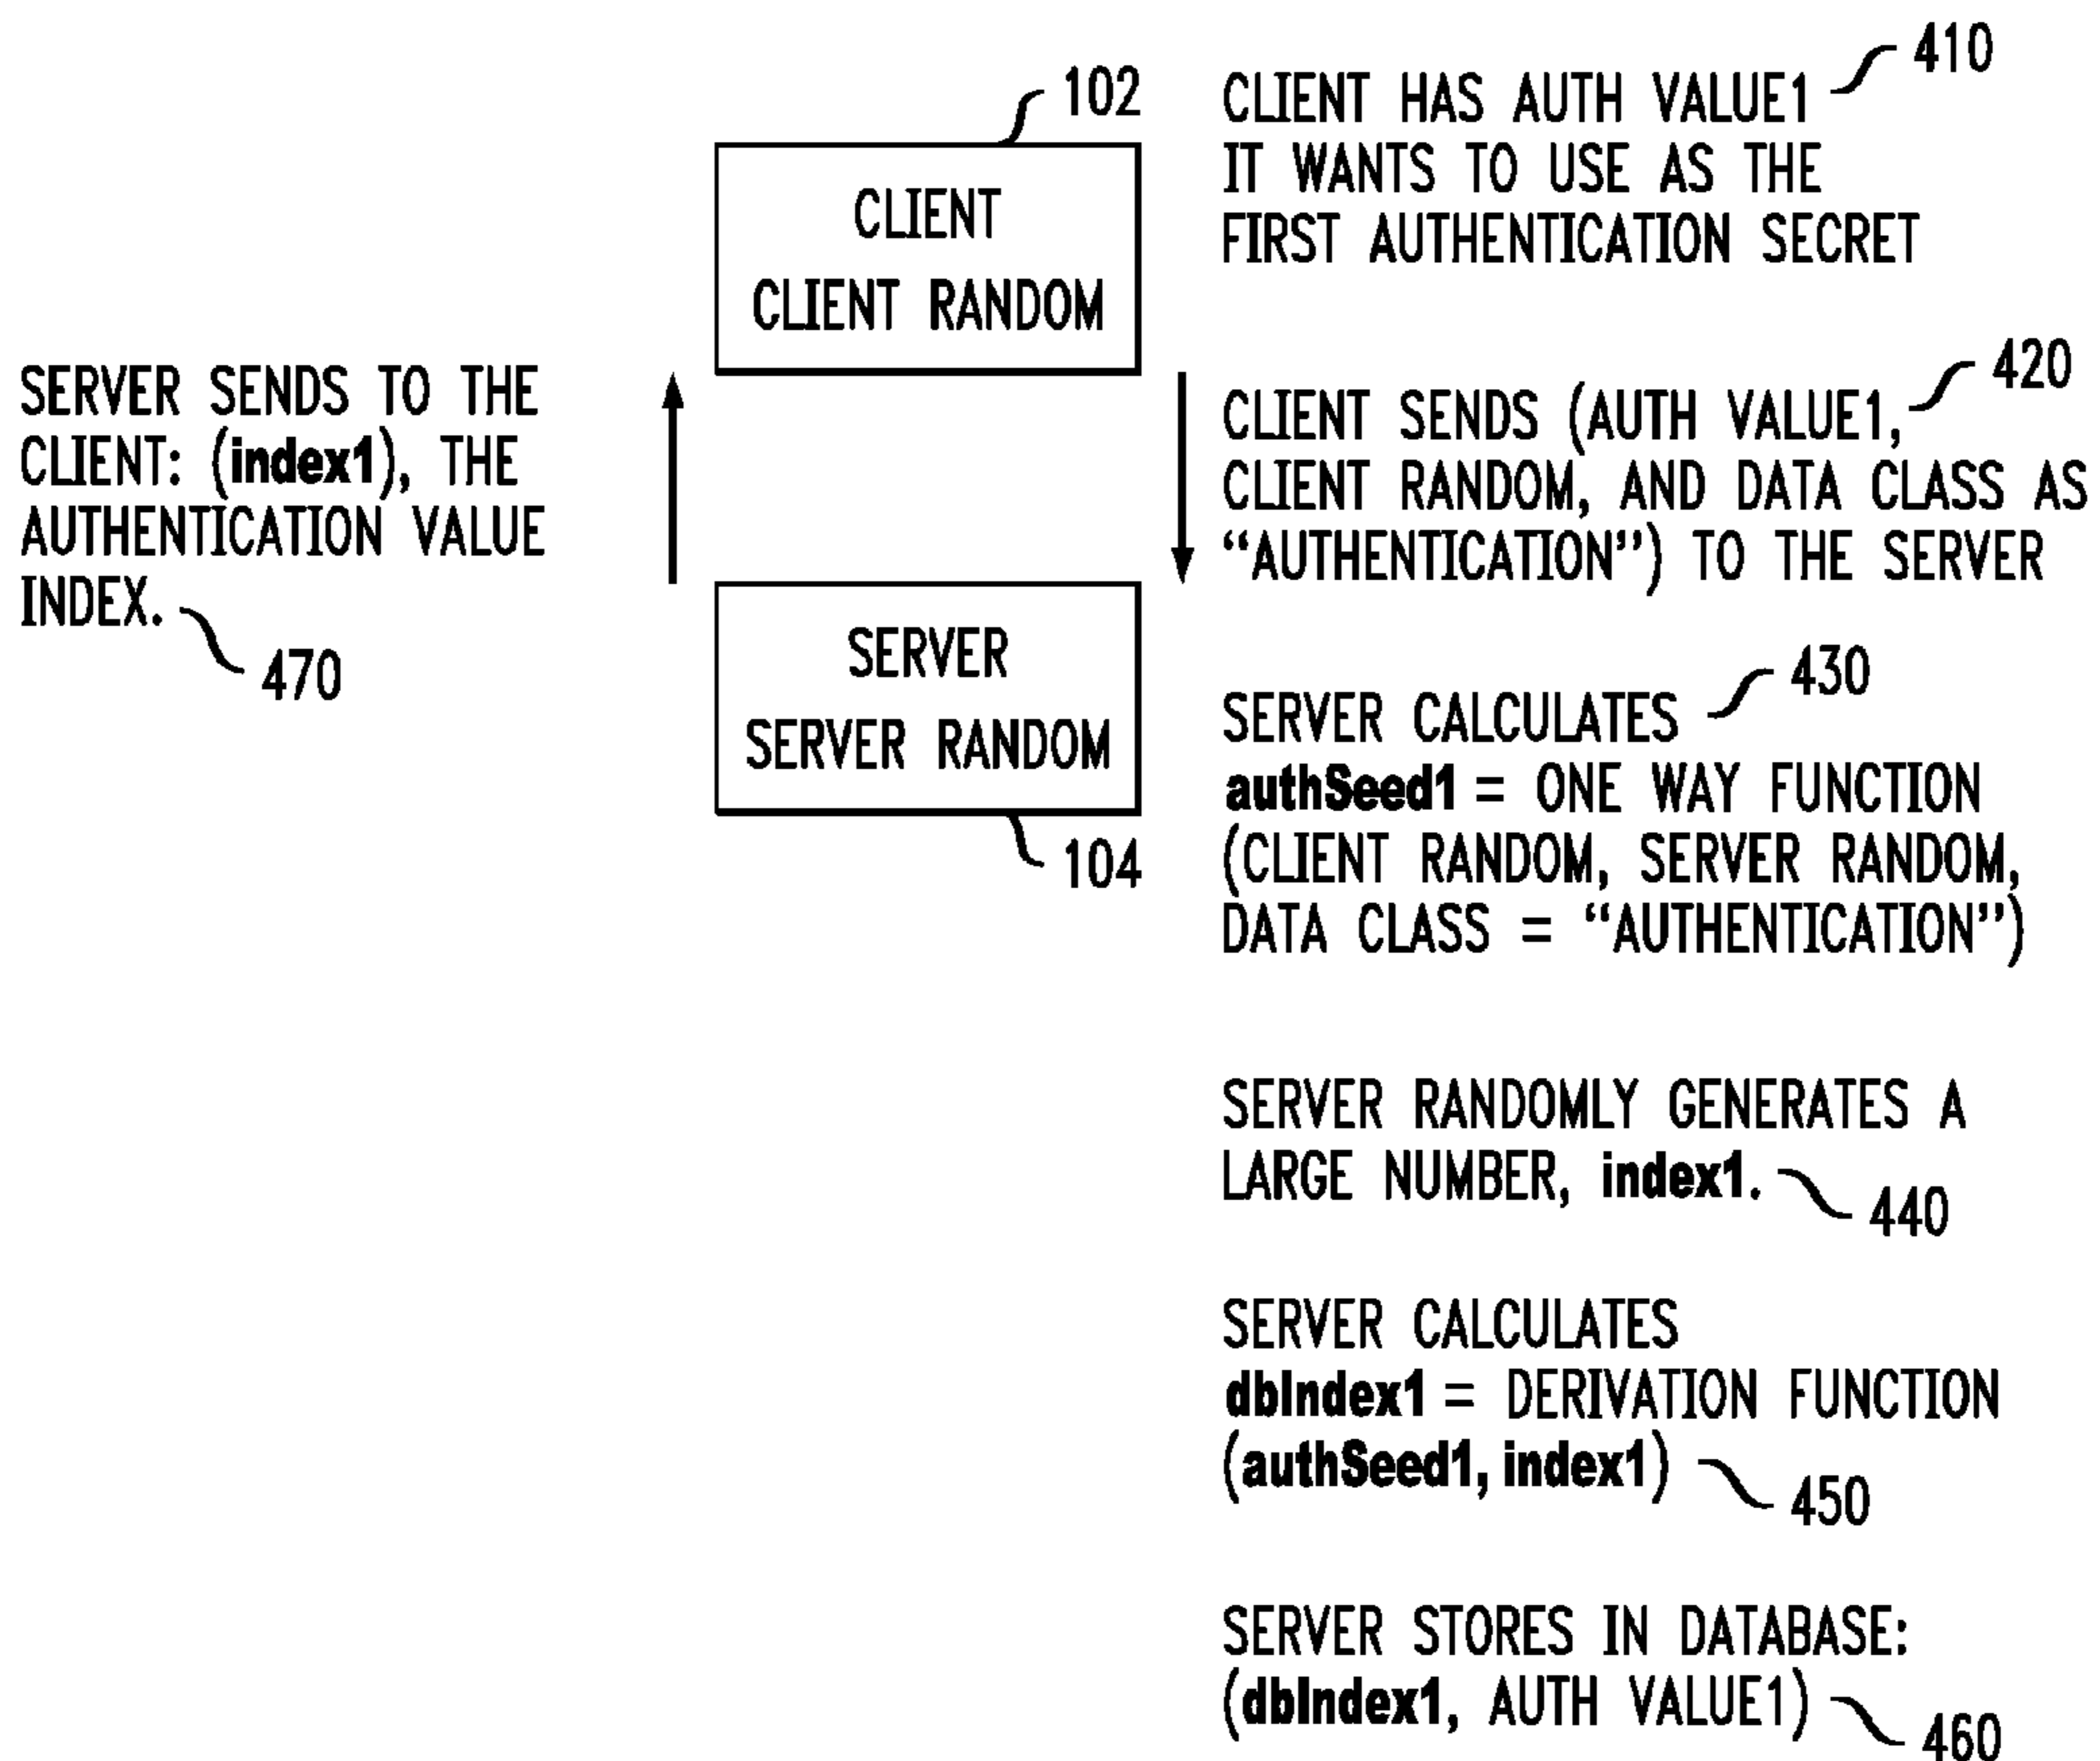 102
CLIENT
CLIENT RANDOM
SERVER SENDS TO THE
CLIENT: (index1), THE
AUTHENTICATION VALUE
INDEX.
470
SERVER
SERVER RANDOM
104
410
CLIENT HAS AUTH VALUE1
IT WANTS TO USE AS THE
FIRST AUTHENTICATION SECRET
420
CLIENT SENDS (AUTH VALUE1,
CLIENT RANDOM, AND DATA CLASS AS
“AUTHENTICATION”) TO THE SERVER
430
SERVER CALCULATES
authSeed1 = ONE WAY FUNCTION
(CLIENT RANDOM, SERVER RANDOM,
DATA CLASS = “AUTHENTICATION”)
SERVER RANDOMLY GENERATES A
LARGE NUMBER, index1.
440
SERVER CALCULATES
dbIndex1 = DERIVATION FUNCTION
(authSeed1, index1)
450
SERVER STORES IN DATABASE:
(dbIndex1, AUTH VALUE1)
460